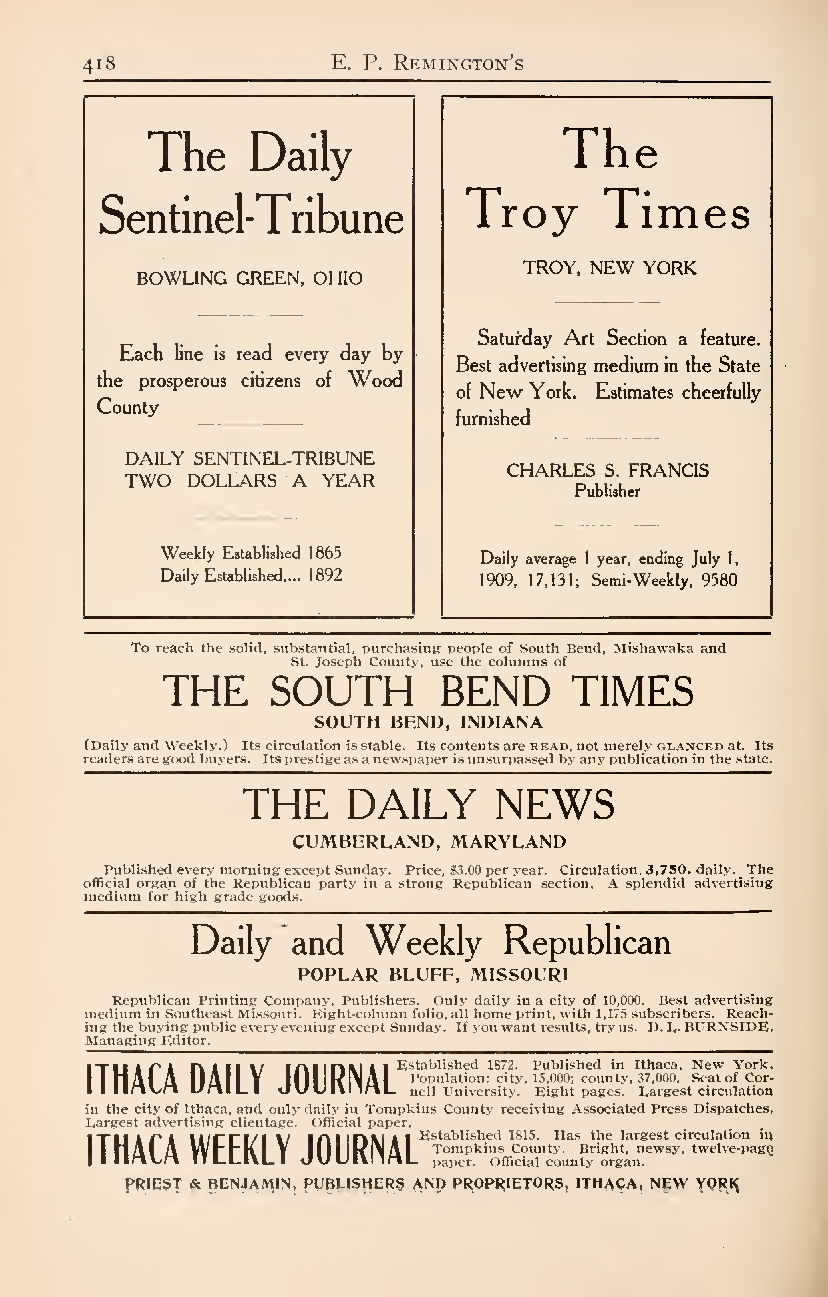 418
E. P. Remington's
The Daily
Sentinel-Tribune
BOWLING GREEN, OHIO
Each line is read every day by
the prosperous citizens of Wood
County
DAILY SENTINEL-TRIBUNE
TWO DOLLARS A YEAR
Weekly Established 1865
Daily Established,... 1892
The
Troy Times
TROY, NEW YORK
Saturday Art Section a feature.
Best advertising medium in the State
of New York. Estimates cheerfully
furnished
CHARLES S. FRANCIS
Publisher
Daily average 1 year, ending July 1,
1909, 17,131; Semi-Weekly, 9580
To reach the solid, substantial, purchasing people of South Bend, Mishawaka and
St. Joseph County, use the columns of
THE SOUTH BEND TIMES
SOUTH BEND, INDIANA
(Daily and Weekly.) Its circulation is stable. Its contents are READ, not merely GLANCED at. Its
readers are good buyers. Its prestige as a newspaper is unsurpassed by any publication in the state.
THE DAILY NEWS
CUMBERLAND, MARYLAND
Published every morning except Sunday. Price, $3.00 per year. Circulation, 3,750, daily. The
official organ of the Republican party in a strong Republican section. A splendid advertising
medium for high grade goods.
Daily and Weekly Republican
POPLAR BLUFF, MISSOURI
Republican Printing Company, Publishers. Only daily in a city of 10,000. Best advertising
medium in Southeast Missouri. Eight-column folio, all home print, with 1,175 subscribers. Reach-
ing the buying public every evening except Sunday. If you want results, try us. D. L. BURNSIDE,
Managing Editor.
ITHACA DAILY JOURNAL Established 1872. Published in Ithaca, New York.
Population: city, 15,000; county, 37,000. Seat of Cor-
nell University. Eight pages. Largest circulation
in the city of Ithaca, and only daily in Tompkins County receiving Associated Press Dispatches,
Largest advertising clientage. Official paper.
ITHACA WEEKLY JOURNAL Established 1815. Has the largest circulation in
Tompkins County. Bright, newsy, twelve-page
paper. Official county organ.
PRIEST & BENJAMIN, PUBLISHERS AND PROPRIETORS, ITHACA, NEW YORK